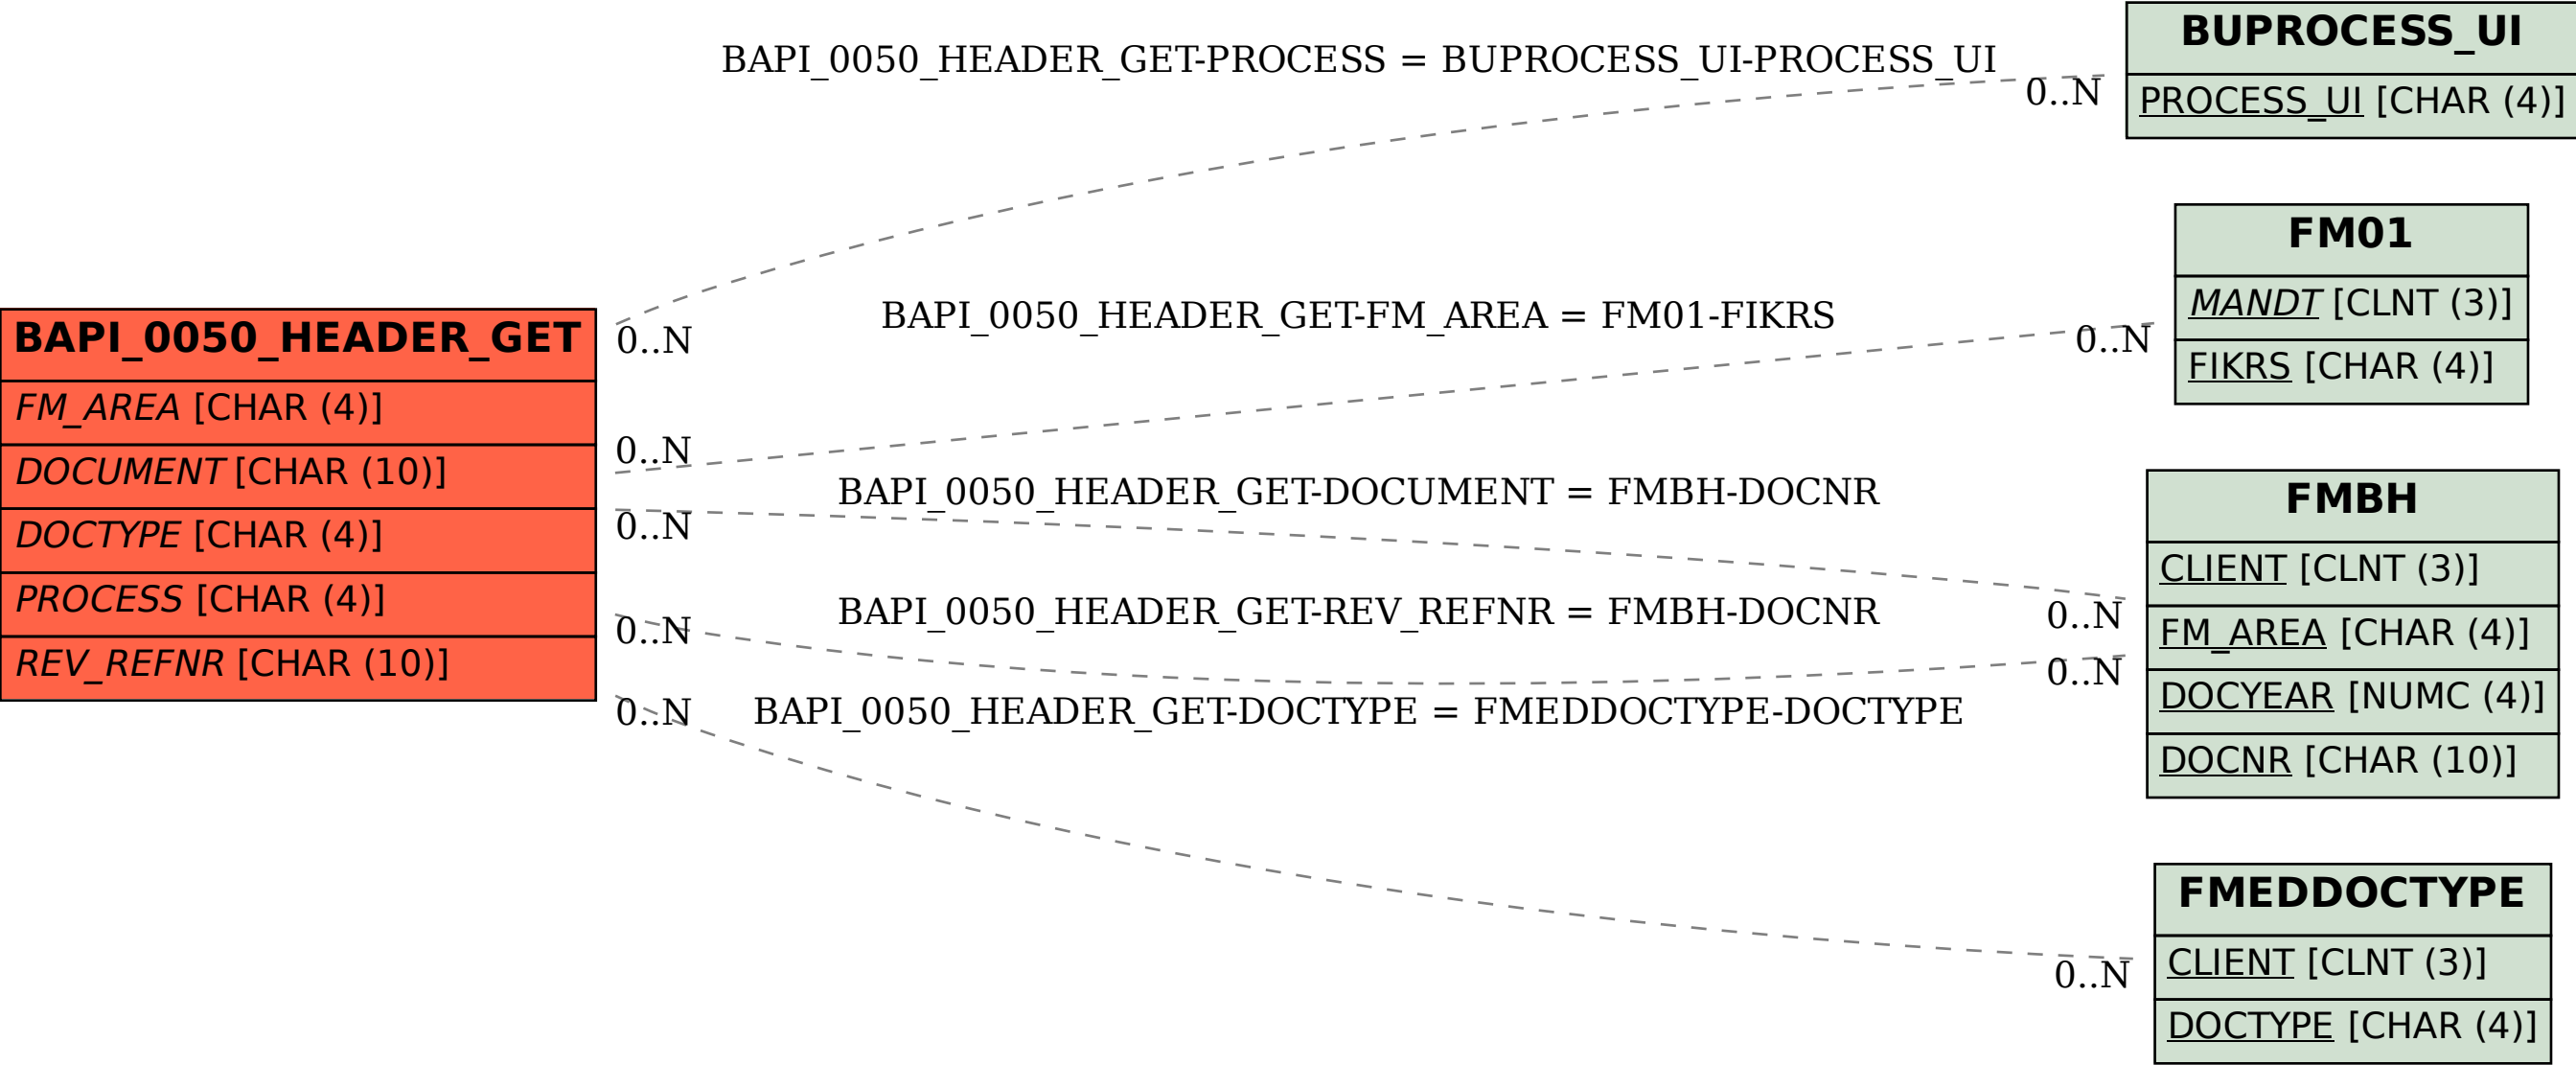 BAPI_0050_HEADER_GET
FM_AREA [CHAR (4)]
DOCUMENT [CHAR (10)]
DOCTYPE [CHAR (4)]
PROCESS [CHAR (4)]
REV_REFNR [CHAR (10)]
BAPI_0050_HEADER_GET-PROCESS = BUPROCESS_UI-PROCESS_UI
0..N
0..N
BAPI_0050_HEADER_GET-FM_AREA = FM01-FIKRS
0..N
0..N
BAPI_0050_HEADER_GET-DOCUMENT = FMBH-DOCNR
0..N
0..N
BAPI_0050_HEADER_GET-REV_REFNR = FMBH-DOCNR
0..N
0..N
BAPI_0050_HEADER_GET-DOCTYPE = FMEDDOCTYPE-DOCTYPE
0..N
0..N
BUPROCESS_UI
PROCESS_UI [CHAR (4)]
FM01
MANDT [CLNT (3)]
FIKRS [CHAR (4)]
FMBH
CLIENT [CLNT (3)]
FM_AREA [CHAR (4)]
DOCYEAR [NUMC (4)]
DOCNR [CHAR (10)]
FMEDDOCTYPE
CLIENT [CLNT (3)]
DOCTYPE [CHAR (4)]